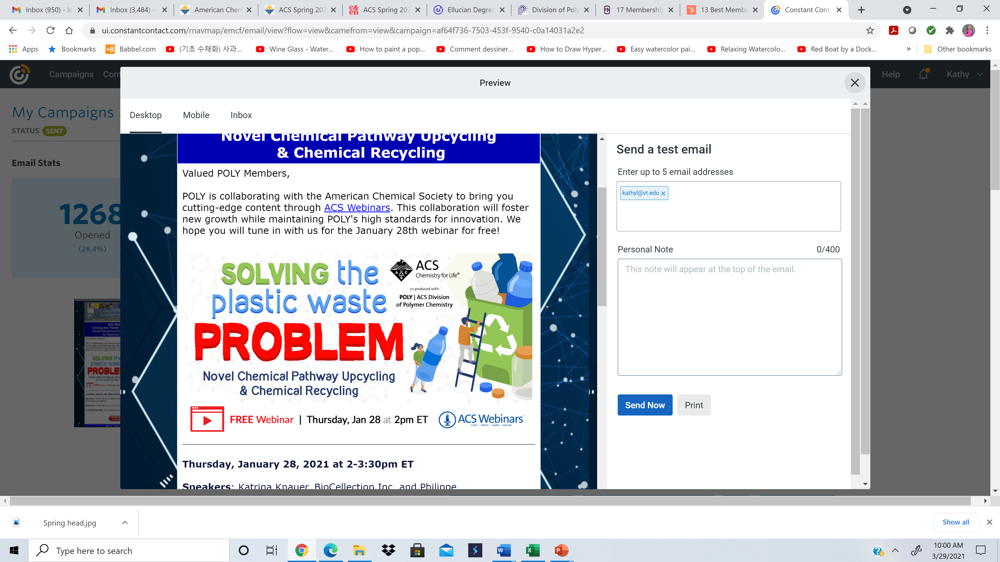 Inbox (950) - le
Inbox (3,484) -
American Chen
ACS Spring 202
ACS Spring 202
Ellucian Degree
Division of Poly
17 Membership
13 Best Membe
Constant Conta
ui.constantcontact.com/rnavmap/emcf/email/view?flow=view&camefrom=view&campaign=af64f736-7503-453f-9540-c0a14031a2e2
Apps
Bookmarks
Babbel.com
(기초 수채화) 사과...
Wine Glass - Water...
How to paint a pop...
Comment dessiner...
How to Draw Hyper...
Easy watercolor pai...
Relaxing Watercolo...
Red Boat by a Dock...
»
Other bookmarks
Campaigns
Cont
Help
Kathy
Preview
My Campaigns
STATUS SENT
Email Stats
1268
Opened
(28.4%)
Desktop
Mobile
Inbox
Novel Chemical Pathway Upcycling
& Chemical Recycling
Valued POLY Members,
POLY is collaborating with the American Chemical Society to bring you
cutting-edge content through ACS Webinars. This collaboration will foster
new growth while maintaining POLY's high standards for innovation. We
hope you will tune in with us for the January 28th webinar for free!
SOLVING the
plastic waste
PROBLEM
ACS
Chemistry for Life®
co-produced with:
POLY | ACS Division
of Polymer Chemistry
Novel Chemical Pathway Upcycling
& Chemical Recycling
FREE Webinar | Thursday, Jan 28 at 2pm ET
ACS Webinars
CLICK • WATCH • LEARN • DISCUSS
Thursday, January 28, 2021 at 2-3:30pm ET
Speakers: Katrina Knauer, BioCellection Inc. and Philippe
Send a test email
Enter up to 5 email addresses
kathyl@vt.edu
Personal Note
0/400
This note will appear at the top of the email.
Send Now
Print
Spring head.jpg
Show all
Type here to search
10:00 AM
3/29/2021